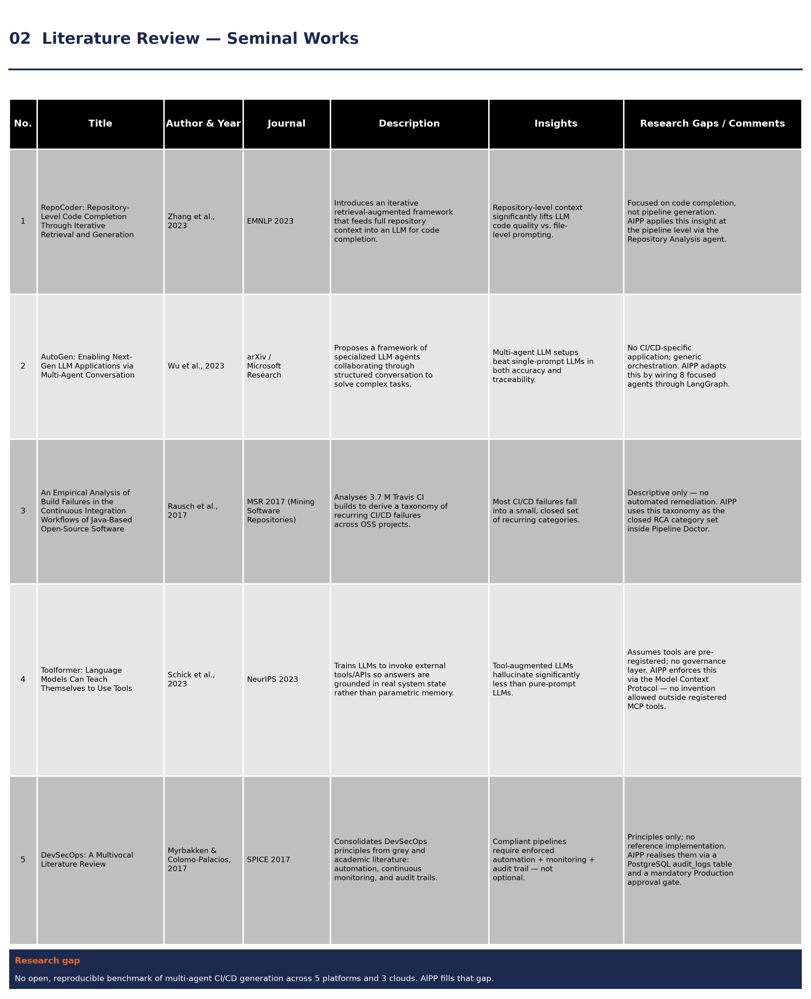 02 Literature Review — Seminal Works
No.
Title
Author & Year
Journal
Description
Insights
Research Gaps / Comments
1
RepoCoder: Repository-
Level Code Completion
Through Iterative
Retrieval and Generation
Zhang et al.,
2023
EMNLP 2023
Introduces an iterative
retrieval-augmented framework
that feeds full repository
context into an LLM for code
completion.
Repository-level context
significantly lifts LLM
code quality vs. file-
level prompting.
Focused on code completion,
not pipeline generation.
AIPP applies this insight at
the pipeline level via the
Repository Analysis agent.
2
AutoGen: Enabling Next-
Gen LLM Applications via
Multi-Agent Conversation
Wu et al., 2023
arXiv /
Microsoft
Research
Proposes a framework of
specialized LLM agents
collaborating through
structured conversation to
solve complex tasks.
Multi-agent LLM setups
beat single-prompt LLMs in
both accuracy and
traceability.
No CI/CD-specific
application; generic
orchestration. AIPP adapts
this by wiring 8 focused
agents through LangGraph.
3
An Empirical Analysis of
Build Failures in the
Continuous Integration
Workflows of Java-Based
Open-Source Software
Rausch et al.,
2017
MSR 2017 (Mining
Software
Repositories)
Analyses 3.7 M Travis CI
builds to derive a taxonomy of
recurring CI/CD failures
across OSS projects.
Most CI/CD failures fall
into a small, closed set
of recurring categories.
Descriptive only — no
automated remediation. AIPP
uses this taxonomy as the
closed RCA category set
inside Pipeline Doctor.
4
Toolformer: Language
Models Can Teach
Themselves to Use Tools
Schick et al.,
2023
NeurIPS 2023
Trains LLMs to invoke external
tools/APIs so answers are
grounded in real system state
rather than parametric memory.
Tool-augmented LLMs
hallucinate significantly
less than pure-prompt
LLMs.
Assumes tools are pre-
registered; no governance
layer. AIPP enforces this
via the Model Context
Protocol — no invention
allowed outside registered
MCP tools.
5
DevSecOps: A Multivocal
Literature Review
Myrbakken &
Colomo-Palacios,
2017
SPICE 2017
Consolidates DevSecOps
principles from grey and
academic literature:
automation, continuous
monitoring, and audit trails.
Compliant pipelines
require enforced
automation + monitoring +
audit trail — not
optional.
Principles only; no
reference implementation.
AIPP realises them via a
PostgreSQL audit_logs table
and a mandatory Production
approval gate.
Research gap
No open, reproducible benchmark of multi-agent CI/CD generation across 5 platforms and 3 clouds. AIPP fills that gap.